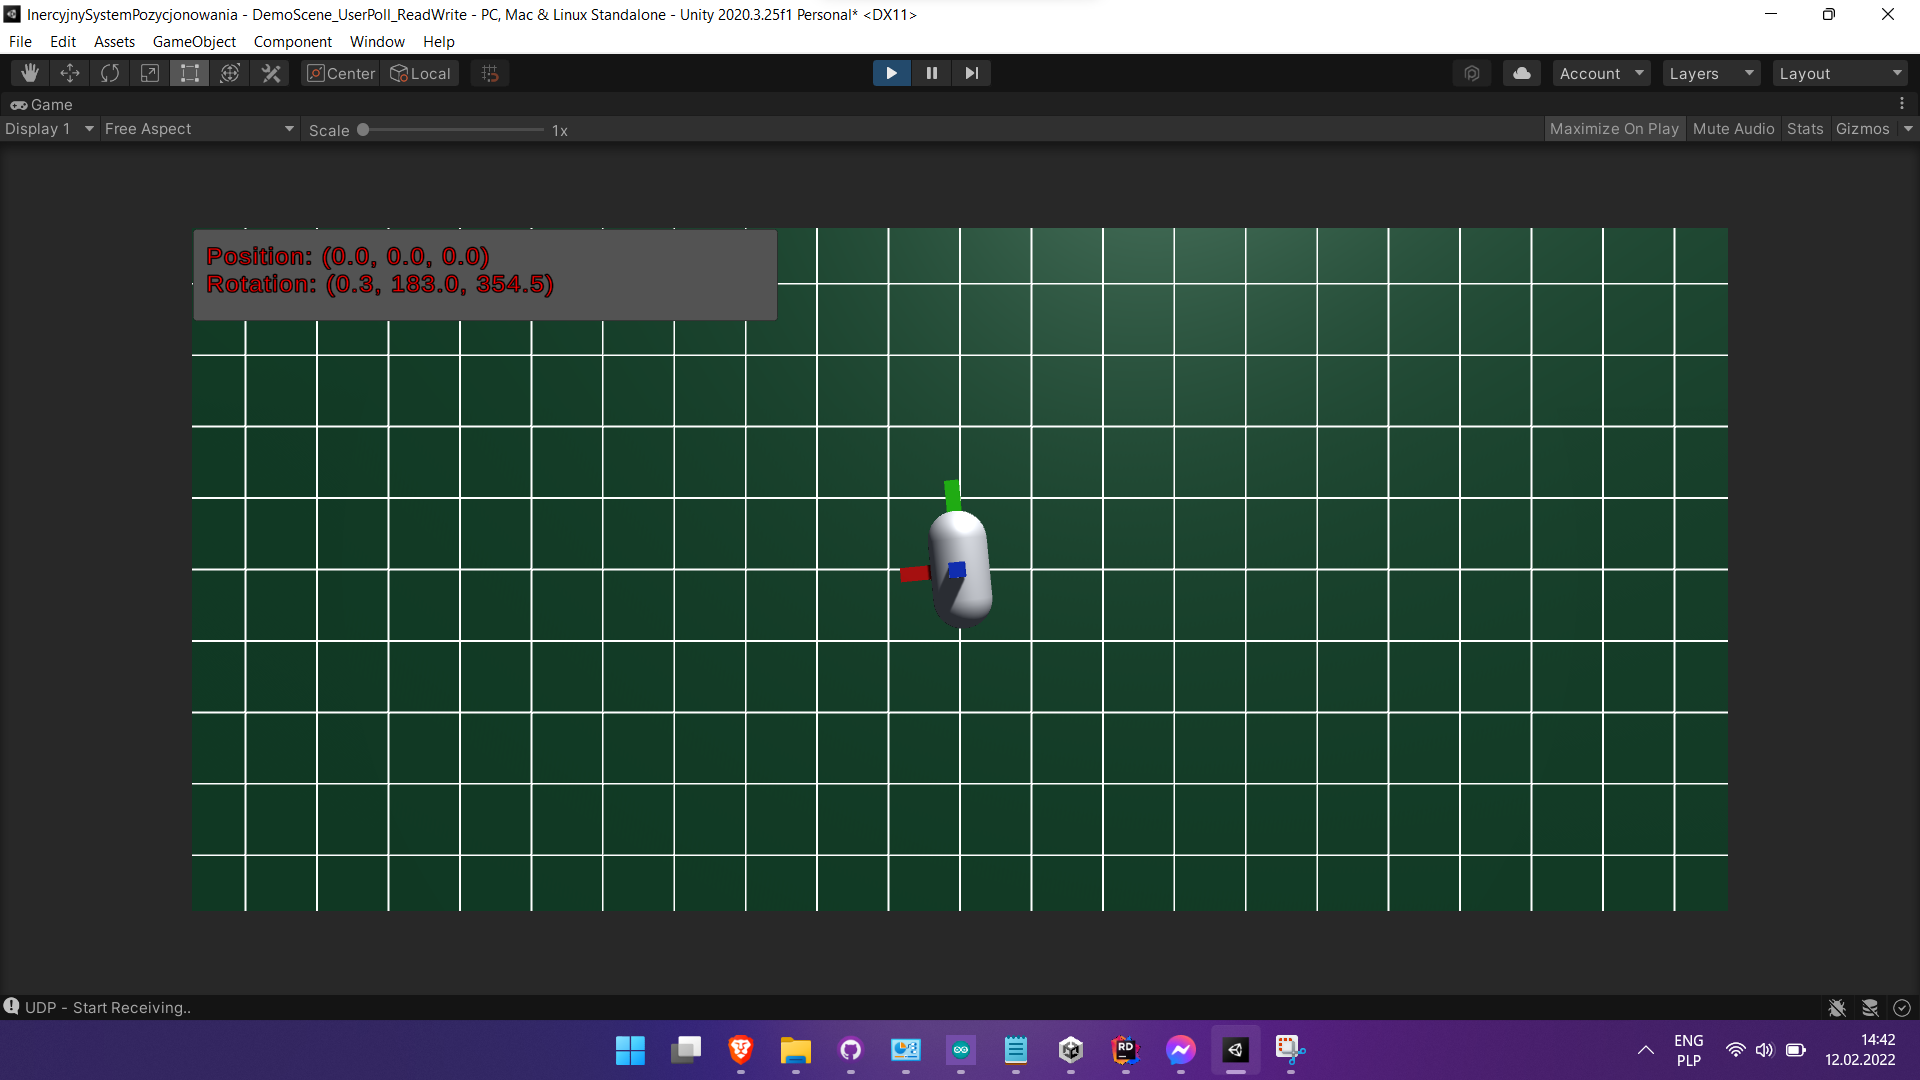 InercyjnySystemPozycjonowania - DemoScene_UserPoll_ReadWrite - PC, Mac & Linux Standalone - Unity 2020.3.25f1 Personal* <DX11>
File Edit Assets GameObject Component Window Help
Center Local Account Layers Layout
Game
Display 1 Free Aspect Scale 1x Maximize On Play Mute Audio Stats Gizmos
Position: (0.0, 0.0, 0.0)
Rotation: (0.3, 183.0, 354.5)
UDP - Start Receiving..
RD
ENG 14:42
PLP 12.02.2022